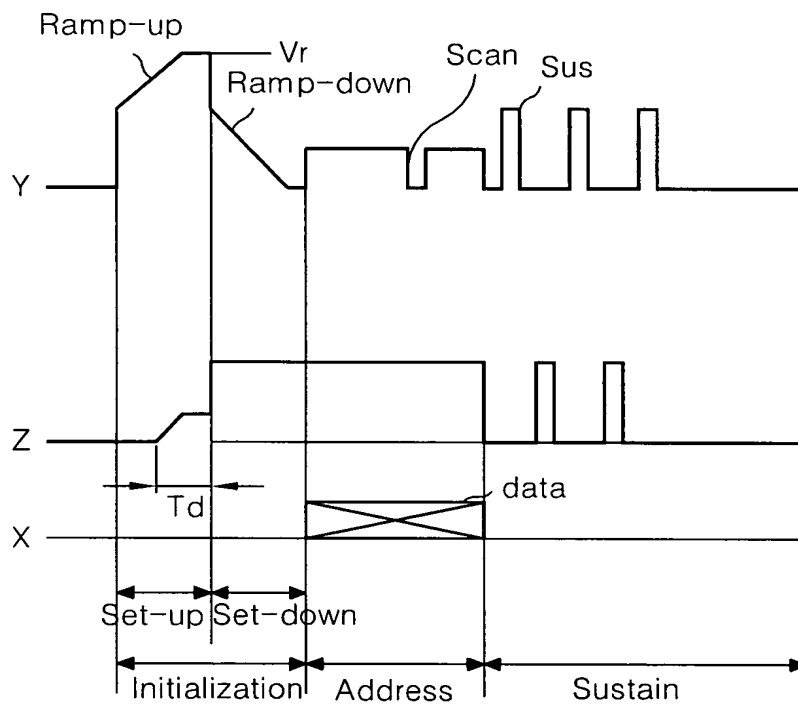 Ramp-up
Vr
Ramp-down
Scan
Sus
Y
Z
Td
data
X
Set-up
Set-down
Initialization
Address
Sustain